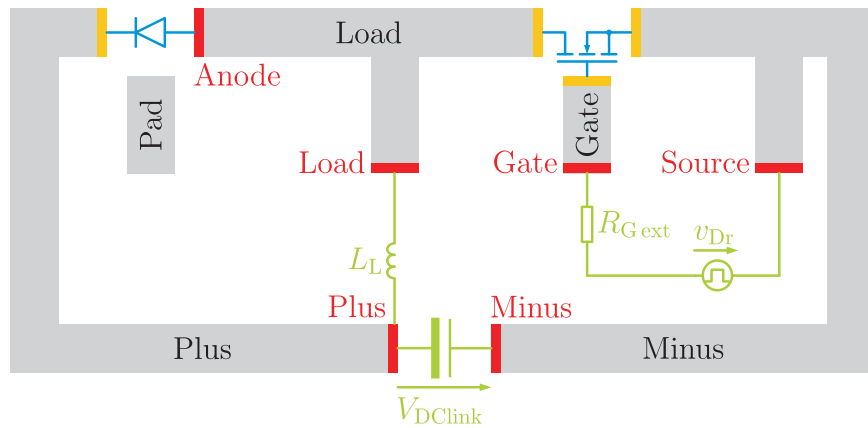 Load
Anode
Pad
Gate
Load
Gate
Source
R_G ext
v_Dr
L_L
Plus
Minus
Plus
Minus
V_DClink